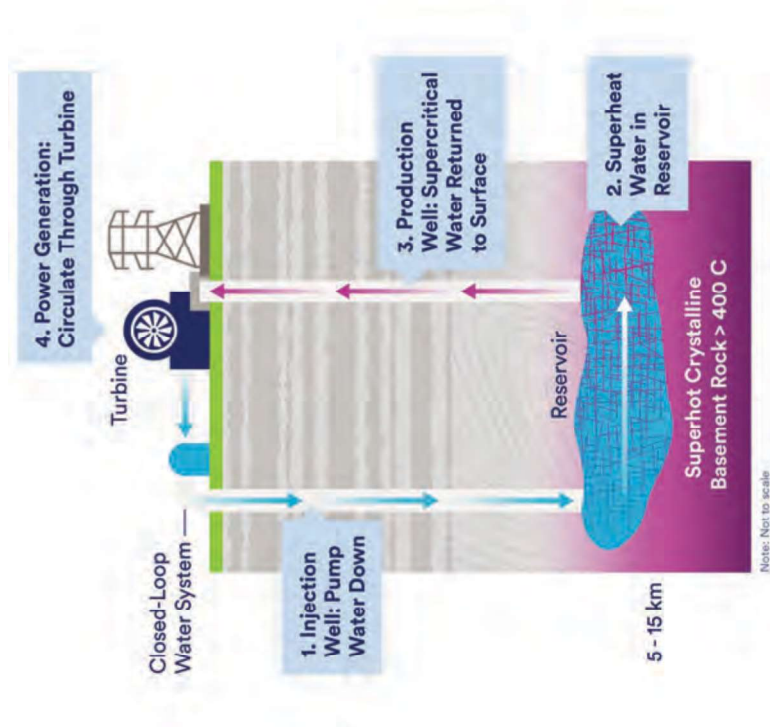 4. Power Generation:
Circulate Through Turbine
Turbine
Closed-Loop
Water System
1. Injection
Well: Pump
Water Down
3. Production
Well: Supercritical
Water Returned
to Surface
Reservoir
2. Superheat
Water in
Reservoir
Superhot Crystalline
Basement Rock > 400 C
5 - 15 km
Note: Not to scale